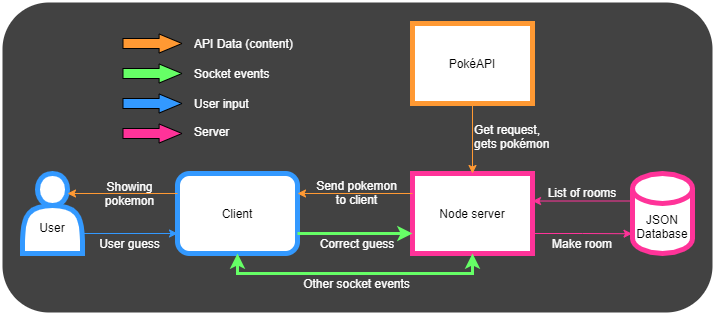 API Data (content)
Socket events
User input
Server
PokéAPI
Get request,
gets pokémon
Showing
pokemon
Send pokemon
to client
List of rooms
User
Client
Node server
JSON
Database
User guess
Correct guess
Make room
Other socket events